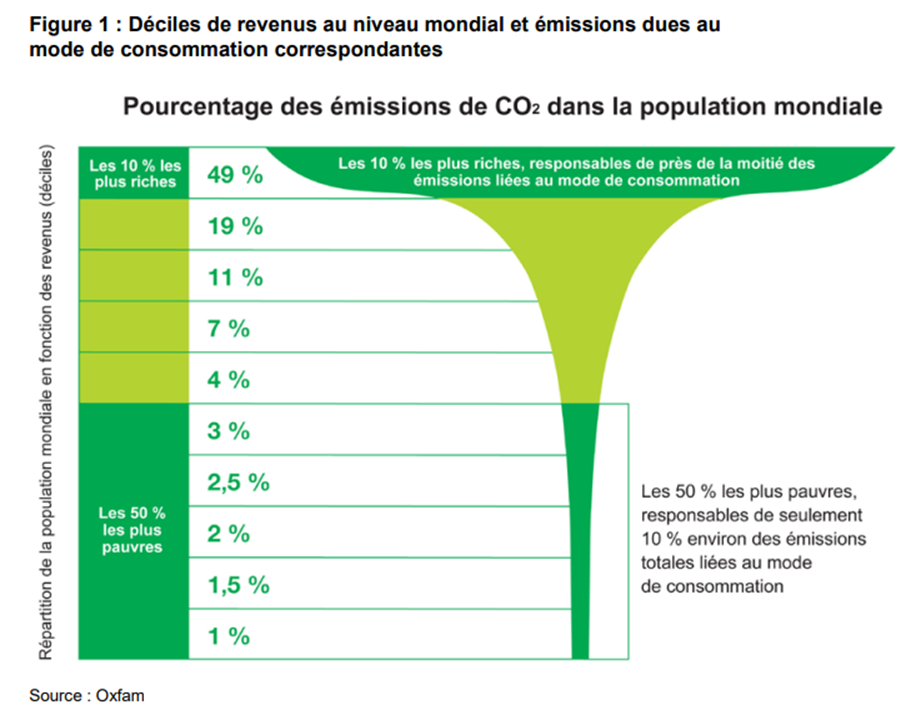 Figure 1 : Déciles de revenus au niveau mondial et émissions dues au
mode de consommation correspondantes
Pourcentage des émissions de CO₂ dans la population mondiale
Répartition de la population mondiale en fonction des revenus (déciles)
Les 10 % les
plus riches
49 %
Les 10 % les plus riches, responsables de près de la moitié des
émissions liées au mode de consommation
19 %
11 %
7 %
4 %
3 %
2,5 %
2 %
1,5 %
1 %
Les 50 %
les plus
pauvres
Les 50 % les plus pauvres,
responsables de seulement
10 % environ des émissions
totales liées au mode
de consommation
Source : Oxfam